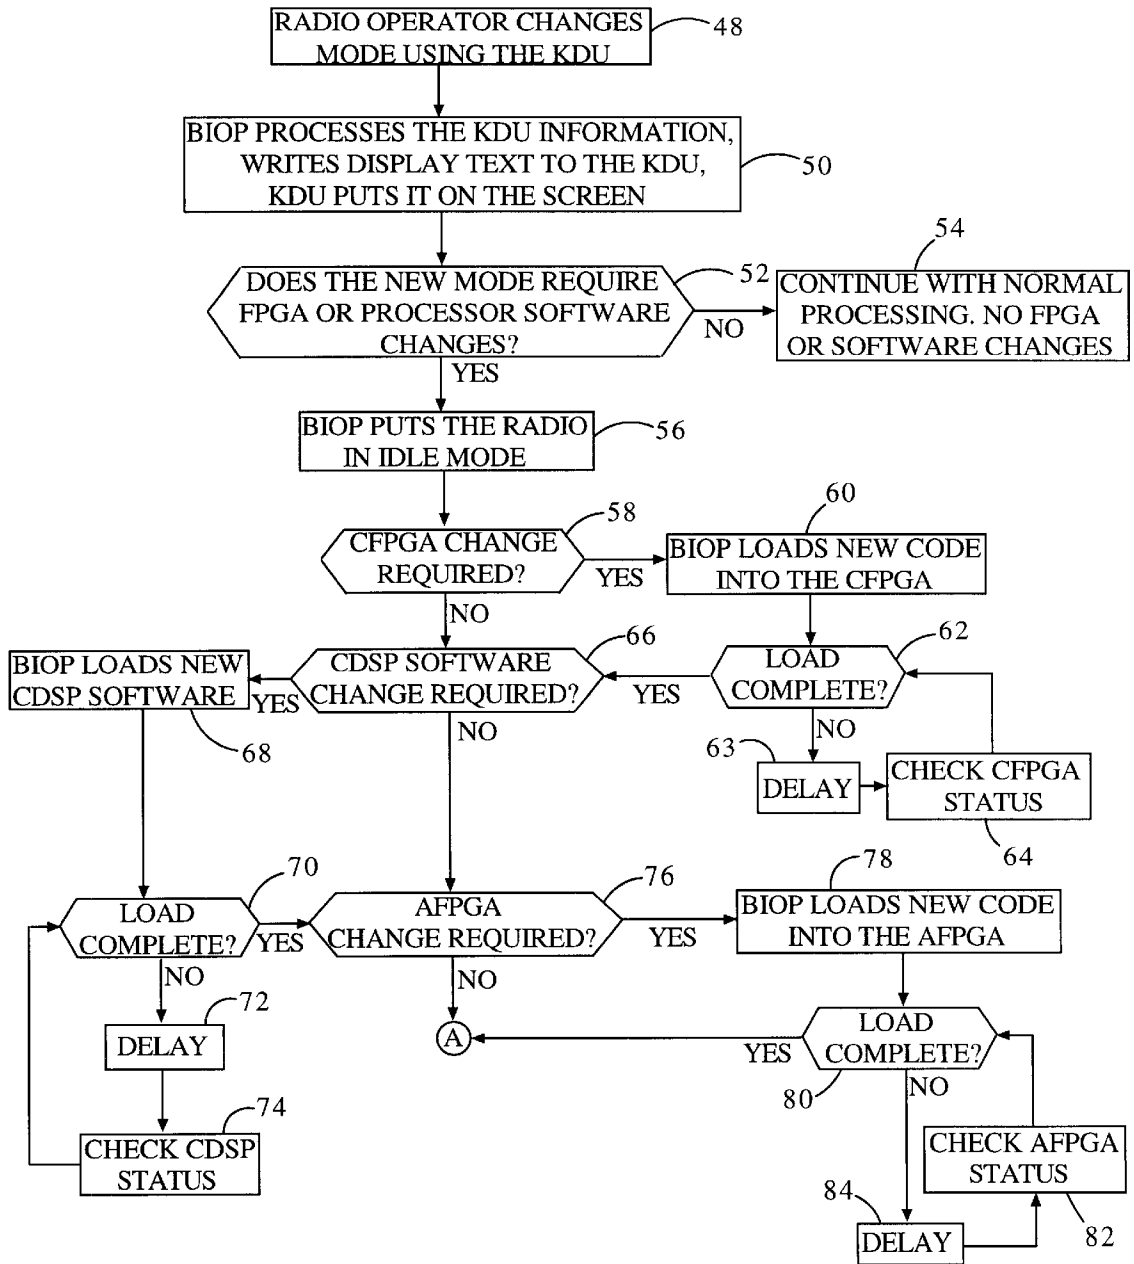 RADIO OPERATOR CHANGES
MODE USING THE KDU
48
BIOP PROCESSES THE KDU INFORMATION,
WRITES DISPLAY TEXT TO THE KDU,
KDU PUTS IT ON THE SCREEN
50
DOES THE NEW MODE REQUIRE
FPGA OR PROCESSOR SOFTWARE
CHANGES?
52
NO
54
CONTINUE WITH NORMAL
PROCESSING. NO FPGA
OR SOFTWARE CHANGES
YES
BIOP PUTS THE RADIO
IN IDLE MODE
56
CFPGA CHANGE
REQUIRED?
58
YES
60
BIOP LOADS NEW CODE
INTO THE CFPGA
NO
BIOP LOADS NEW
CDSP SOFTWARE
68
YES
CDSP SOFTWARE
CHANGE REQUIRED?
66
YES
LOAD
COMPLETE?
62
NO
NO
63
DELAY
CHECK CFPGA
STATUS
64
LOAD
COMPLETE?
70
YES
AFPGA
CHANGE REQUIRED?
76
YES
78
BIOP LOADS NEW CODE
INTO THE AFPGA
NO
NO
72
DELAY
A
YES
LOAD
COMPLETE?
80
NO
74
CHECK CDSP
STATUS
CHECK AFPGA
STATUS
82
84
DELAY